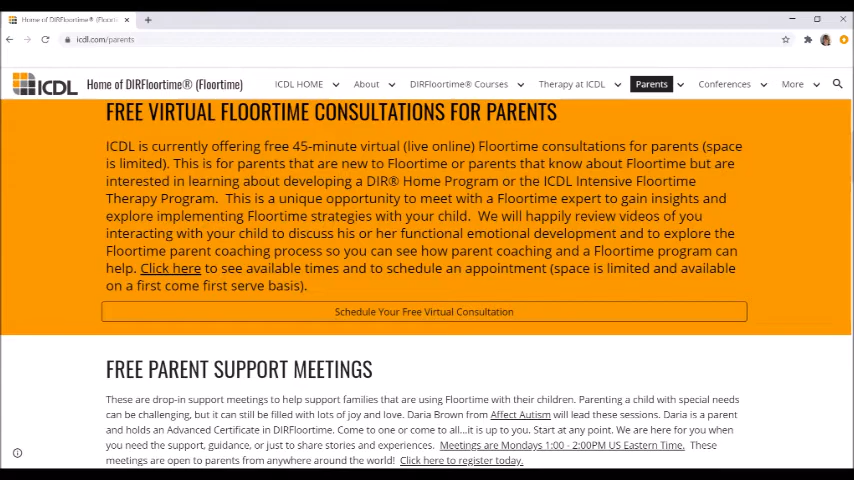 Home of DIRFloortime® (Floorti
icdl.com/parents
ICDL
Home of DIRFloortime® (Floortime)
ICDL HOME
About
DIRFloortime® Courses
Therapy at ICDL
Parents
Conferences
More
FREE VIRTUAL FLOORTIME CONSULTATIONS FOR PARENTS
ICDL is currently offering free 45-minute virtual (live online) Floortime consultations for parents (space
is limited). This is for parents that are new to Floortime or parents that know about Floortime but are
interested in learning about developing a DIR® Home Program or the ICDL Intensive Floortime
Therapy Program. This is a unique opportunity to meet with a Floortime expert to gain insights and
explore implementing Floortime strategies with your child. We will happily review videos of you
interacting with your child to discuss his or her functional emotional development and to explore the
Floortime parent coaching process so you can see how parent coaching and a Floortime program can
help. Click here to see available times and to schedule an appointment (space is limited and available
on a first come first serve basis).
Schedule Your Free Virtual Consultation
FREE PARENT SUPPORT MEETINGS
These are drop-in support meetings to help support families that are using Floortime with their children. Parenting a child with special needs
can be challenging, but it can still be filled with lots of joy and love. Daria Brown from Affect Autism will lead these sessions. Daria is a parent
and holds an Advanced Certificate in DIRFloortime. Come to one or come to all...it is up to you. Start at any point. We are here for you when
you need the support, guidance, or just to share stories and experiences. Meetings are Mondays 1:00 - 2:00PM US Eastern Time. These
meetings are open to parents from anywhere around the world! Click here to register today.